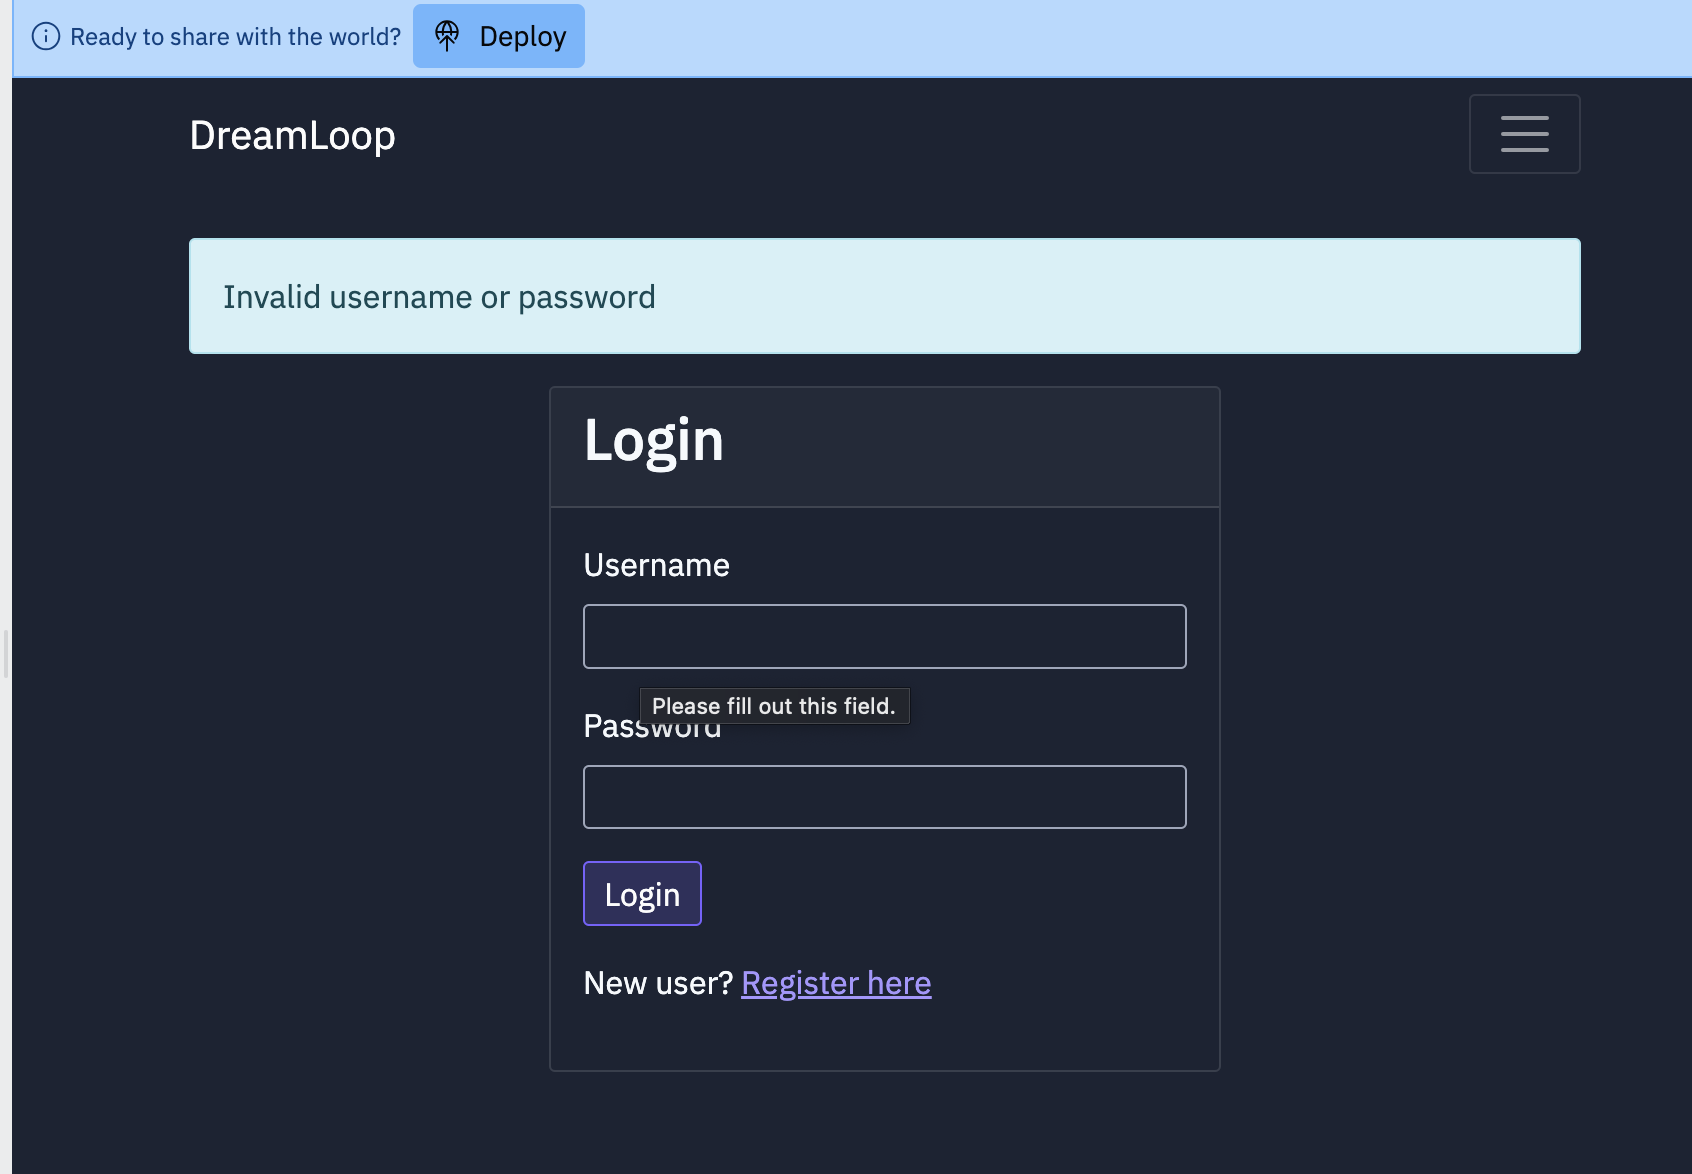 Ready to share with the world? Deploy
DreamLoop
Invalid username or password
Login
Username
Please fill out this field.
Password
Login
New user? Register here